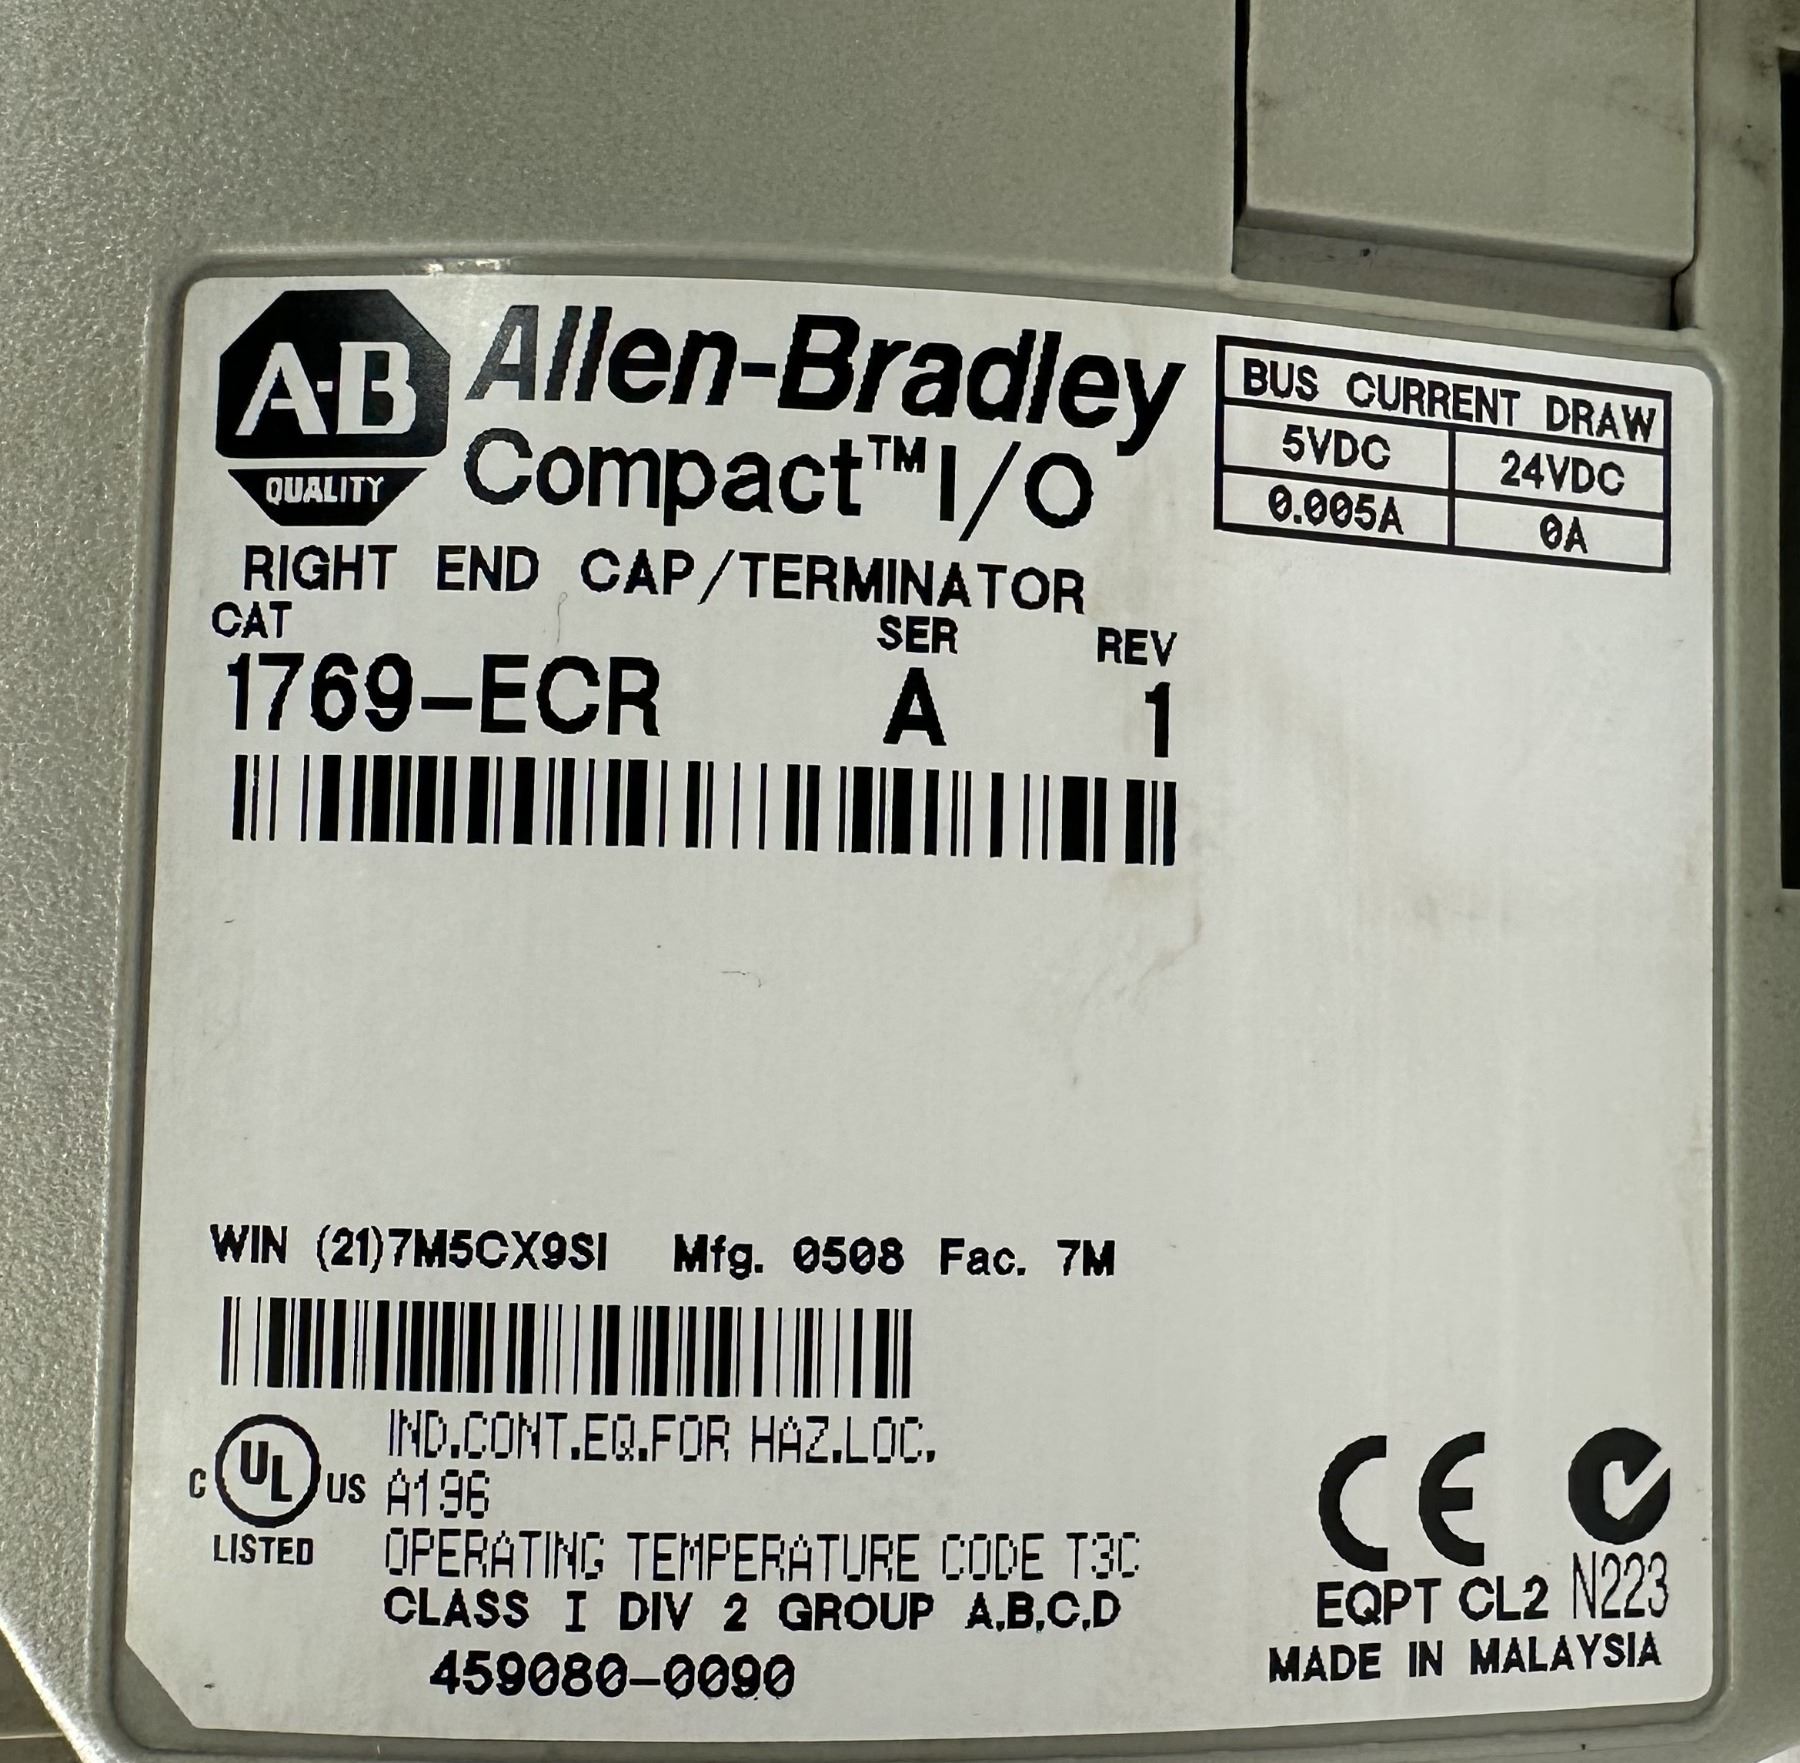 A-B
QUALITY
Allen-Bradley
Compact™ I/O
BUS CURRENT DRAW
5VDC 24VDC
0.005A 0A
RIGHT END CAP/TERMINATOR
CAT SER REV
1769-ECR A 1
WIN (21)7M5CX9SI Mfg. 0508 Fac. 7M
C UL US
LISTED
IND.CONT.EQ.FOR HAZ.LOC.
A196
OPERATING TEMPERATURE CODE T3C
CLASS I DIV 2 GROUP A,B,C,D
459080-0090
CE
EQPT CL2 N223
MADE IN MALAYSIA